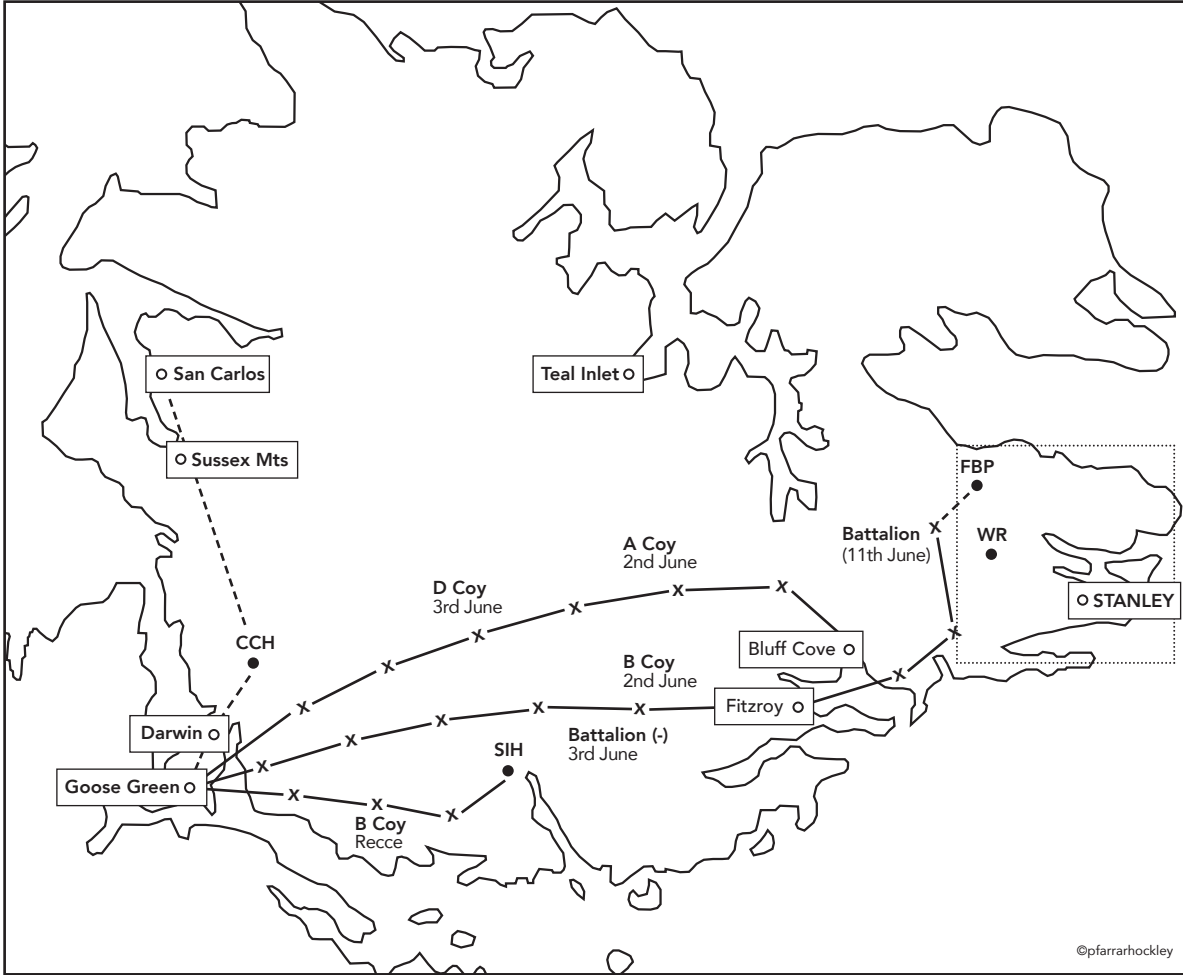 San Carlos
Teal Inlet
Sussex Mts
FBP
Battalion
(11th June)
WR
A Coy
2nd June
D Coy
3rd June
STANLEY
CCH
Bluff Cove
B Coy
2nd June
Fitzroy
Darwin
Battalion (-)
3rd June
SIH
Goose Green
B Coy
Recce
©pfarrarhockley